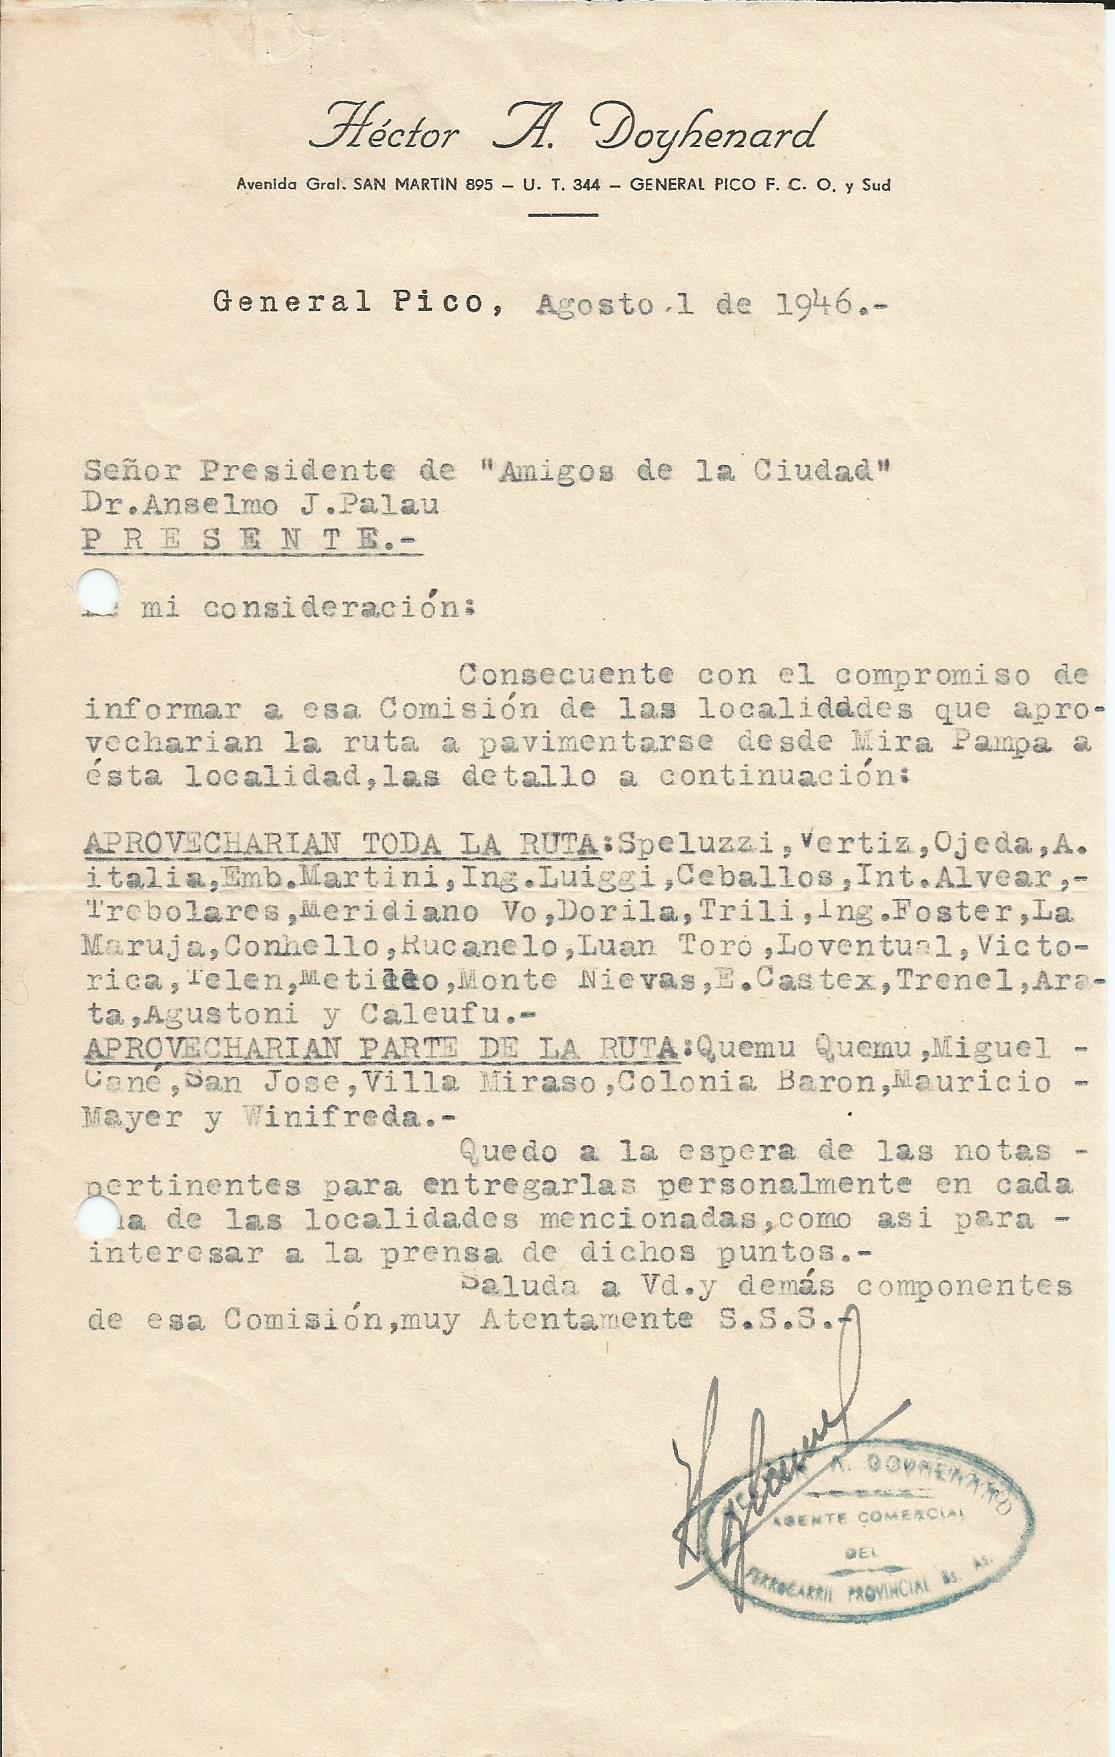 Héctor A. Doyhenard
Avenida Gral. SAN MARTIN 895 – U. T. 344 – GENERAL PICO F. C. O. y Sud
General Pico, Agosto 1 de 1946.-
Señor Presidente de "Amigos de la Ciudad"
Dr.Anselmo J.Palau
P R E S E N T E.-
mi consideración:
Consecuente con el compromiso de
informar a esa Comisión de las localiddades que apro-
vecharian la ruta a pavimentarse desde Mira Pampa a
ésta localidad,las detallo a continuación:
APROVECHARIAN TODA LA RUTA:Speluzzi,Vertiz,Ojeda,A.
italia,Emb.Martini,Ing.Luiggi,Ceballos,Int.Alvear,-
Trebolares,Meridiano Vo,Dorila,Trili,Ing.Foster,La
Maruja,Conhello,Rucanelo,Luan Toro,Loventual,Victo-
rica,Telen,Metileo,Monte Nievas,E.Castex,Trenel,Ara-
ta,Agustoni y Caleufu.-
APROVECHARIAN PARTE DE LA RUTA:Quemu Quemu,Miguel -
Cané,San Jose,Villa Miraso,Colonia Baron,Mauricio -
Mayer y Winifreda.-
Quedo a la espera de las notas -
pertinentes para entregarlas personalmente en cada
de las localidades mencionadas,como asi para -
interesar a la prensa de dichos puntos.-
Saluda a Vd.y demás componentes
de esa Comisión,muy Atentamente S.S.S.-
A. DOYHENARD
AGENTE COMERCIAL
DEL
FERROCARRIL PROVINCIAL Bs. As.